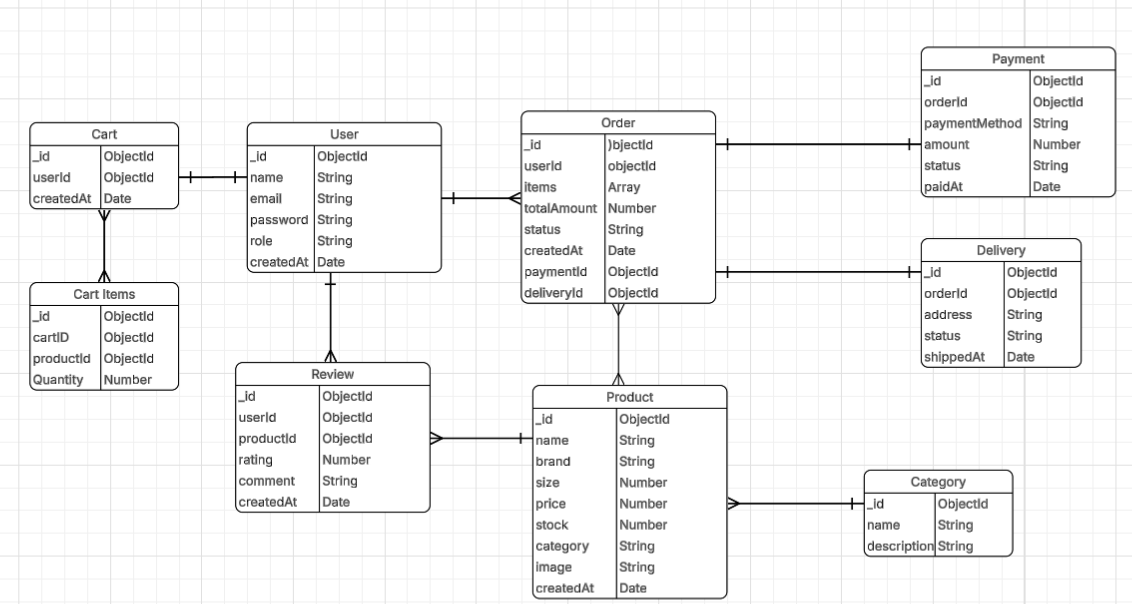 Payment
_id ObjectId
orderId ObjectId
paymentMethod String
amount Number
status String
paidAt Date
Order
_id )bjectId
userId objectId
items Array
totalAmount Number
status String
createdAt Date
paymentId ObjectId
deliveryId ObjectId
Cart
_id ObjectId
userId ObjectId
createdAt Date
User
_id ObjectId
name String
email String
password String
role String
createdAt Date
Delivery
_id ObjectId
orderId ObjectId
address String
status String
shippedAt Date
Cart Items
_id ObjectId
cartID ObjectId
productId ObjectId
Quantity Number
Review
_id ObjectId
userId ObjectId
productId ObjectId
rating Number
comment String
createdAt Date
Product
_id ObjectId
name String
brand String
size Number
price Number
stock Number
category String
image String
createdAt Date
Category
_id ObjectId
name String
description String